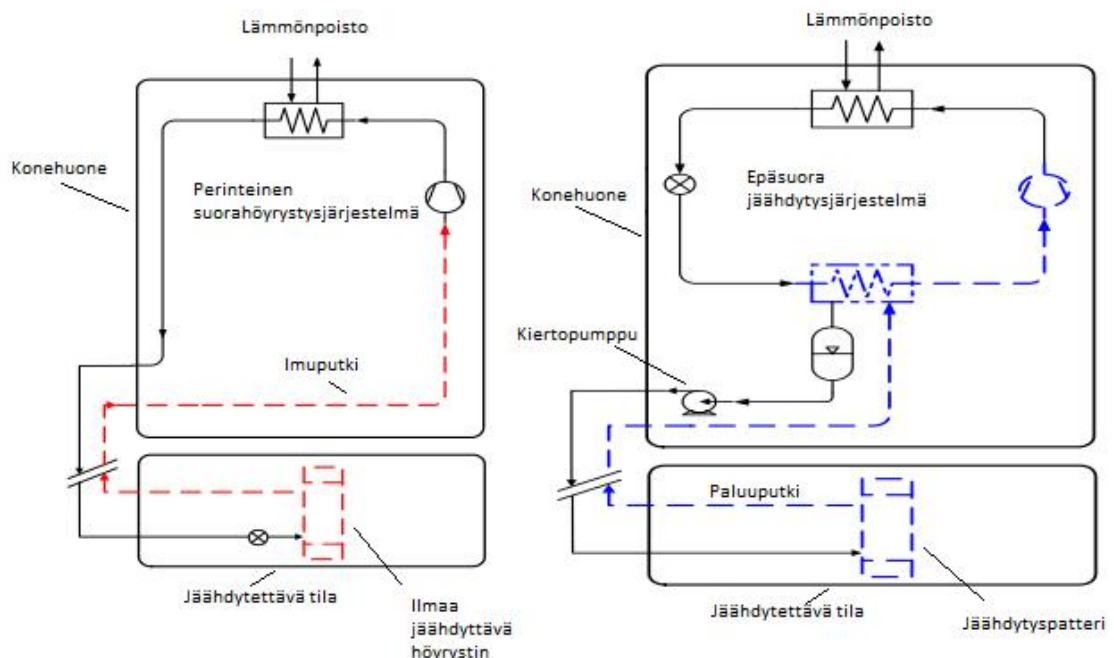 Lämmönpoisto
Konehuone
Perinteinen
suorahöyrystysjärjestelmä
Imuputki
Jäähdytettävä tila
Ilmaa
jäähdyttävä
höyrystin
Lämmönpoisto
Konehuone
Epäsuora
jäähdytysjärjestelmä
Kiertopumppu
Paluuputki
Jäähdytettävä tila
Jäähdytyspatteri